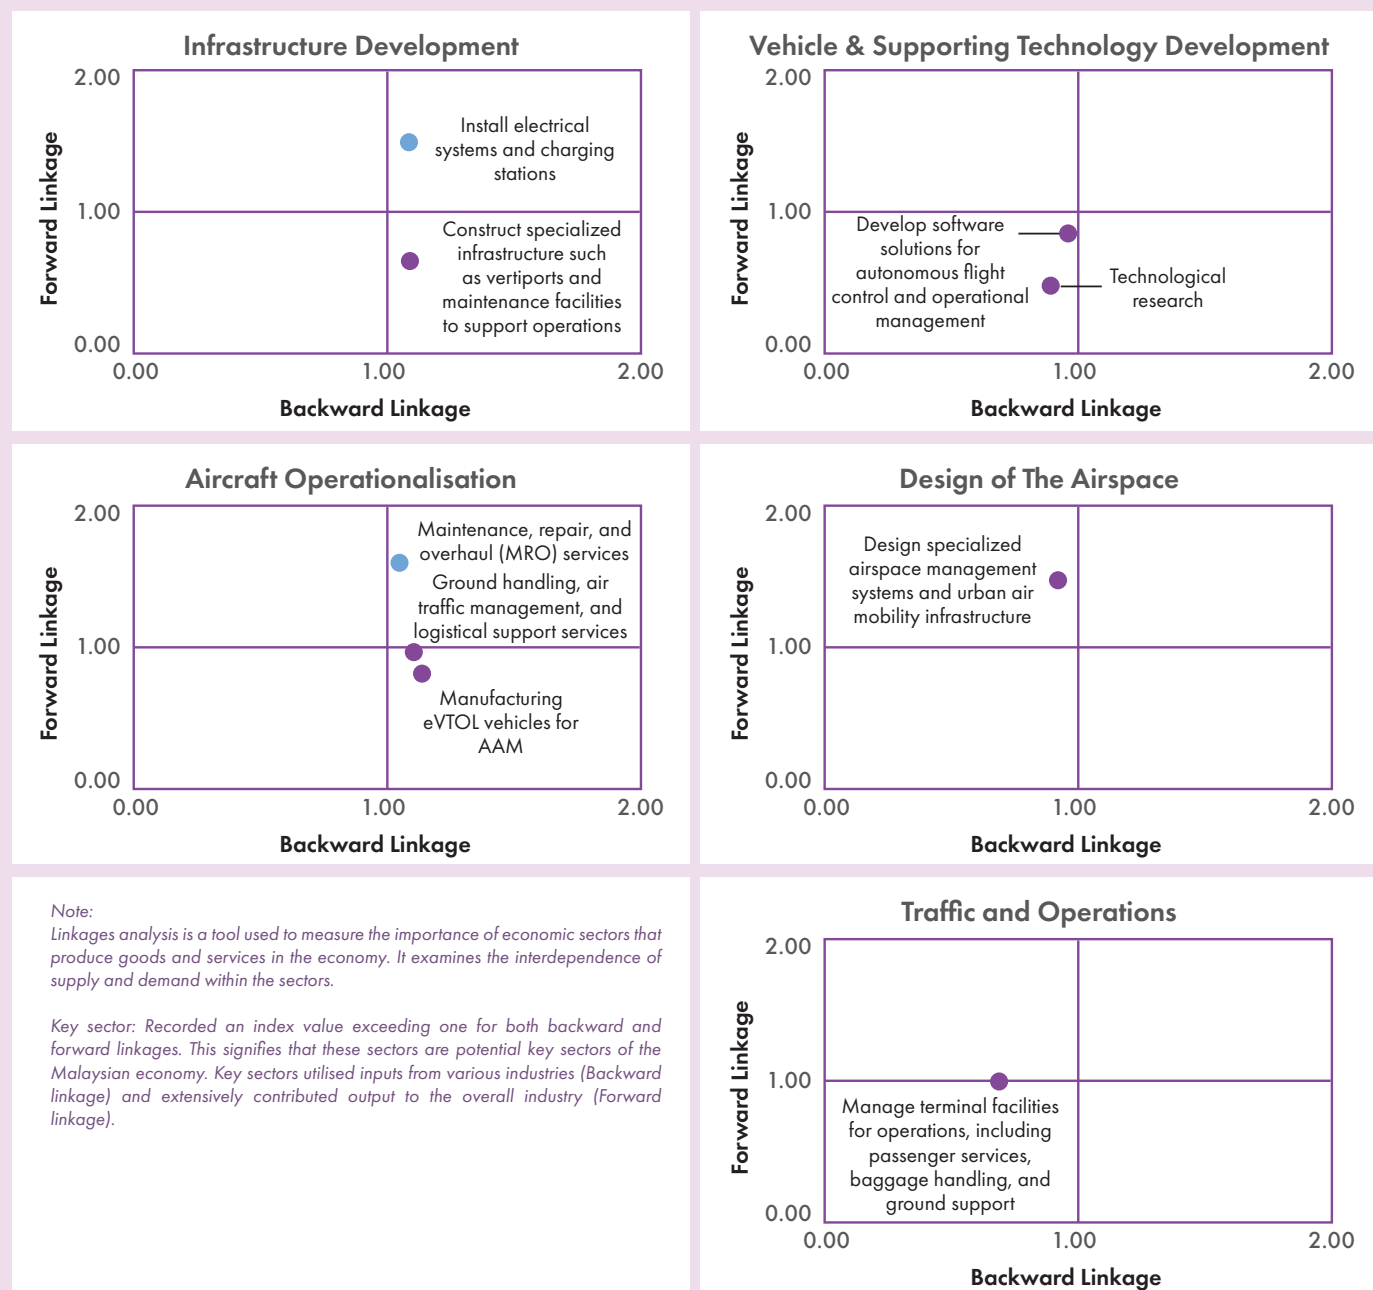 Infrastructure Development
2.00
1.00
0.00
Forward Linkage
Install electrical
systems and charging
stations
Construct specialized
infrastructure such
as vertiports and
maintenance facilities
to support operations
0.00
1.00
2.00
Backward Linkage
Vehicle & Supporting Technology Development
2.00
1.00
0.00
Forward Linkage
Develop software
solutions for
autonomous flight
control and operational
management
Technological
research
0.00
1.00
2.00
Backward Linkage
Aircraft Operationalisation
2.00
1.00
0.00
Forward Linkage
Maintenance, repair, and
overhaul (MRO) services
Ground handling, air
traffic management, and
logistical support services
Manufacturing
eVTOL vehicles for
AAM
0.00
1.00
2.00
Backward Linkage
Design of The Airspace
2.00
1.00
0.00
Forward Linkage
Design specialized
airspace management
systems and urban air
mobility infrastructure
0.00
1.00
2.00
Backward Linkage
Note:
Linkages analysis is a tool used to measure the importance of economic sectors that
produce goods and services in the economy. It examines the interdependence of
supply and demand within the sectors.
Key sector: Recorded an index value exceeding one for both backward and
forward linkages. This signifies that these sectors are potential key sectors of the
Malaysian economy. Key sectors utilised inputs from various industries (Backward
linkage) and extensively contributed output to the overall industry (Forward
linkage).
Traffic and Operations
2.00
1.00
0.00
Forward Linkage
Manage terminal facilities
for operations, including
passenger services,
baggage handling, and
ground support
0.00
1.00
2.00
Backward Linkage